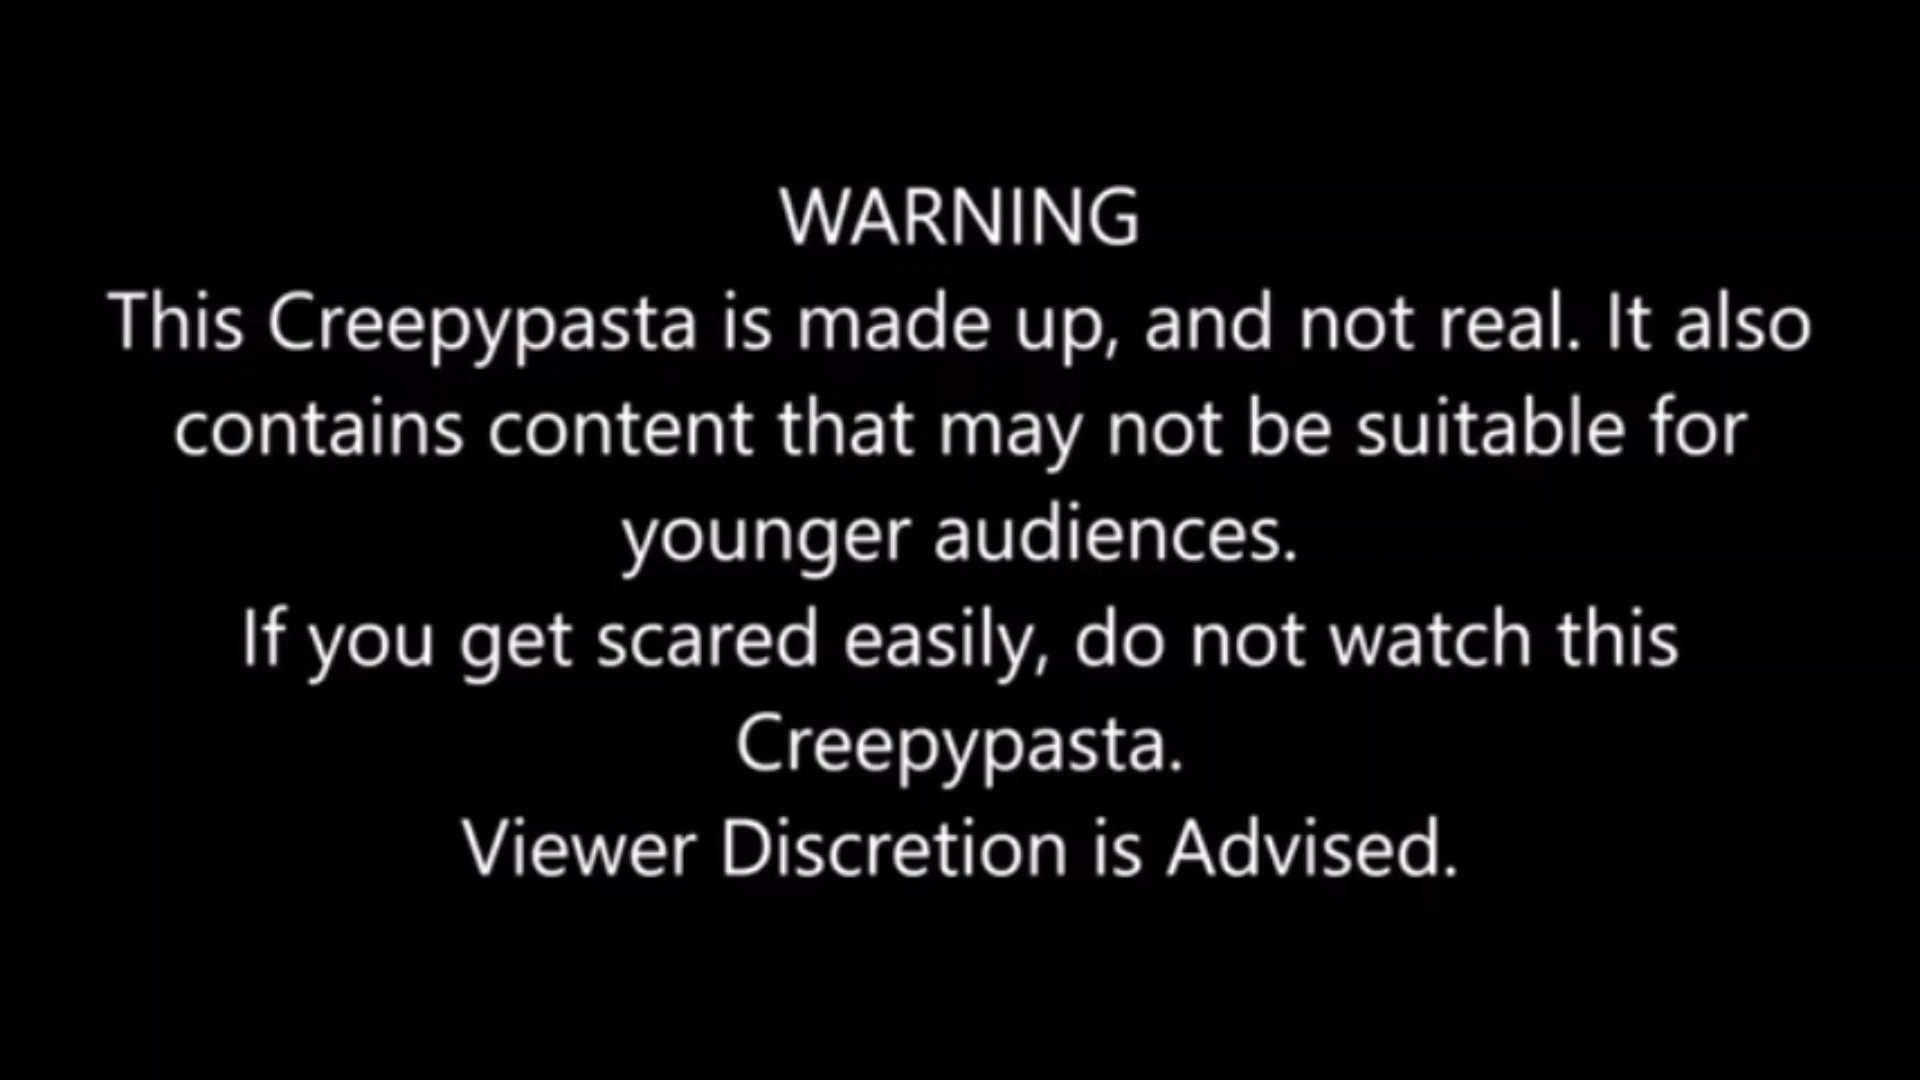 WARNING
This Creepypasta is made up, and not real. It also
contains content that may not be suitable for
younger audiences.
If you get scared easily, do not watch this
Creepypasta.
Viewer Discretion is Advised.